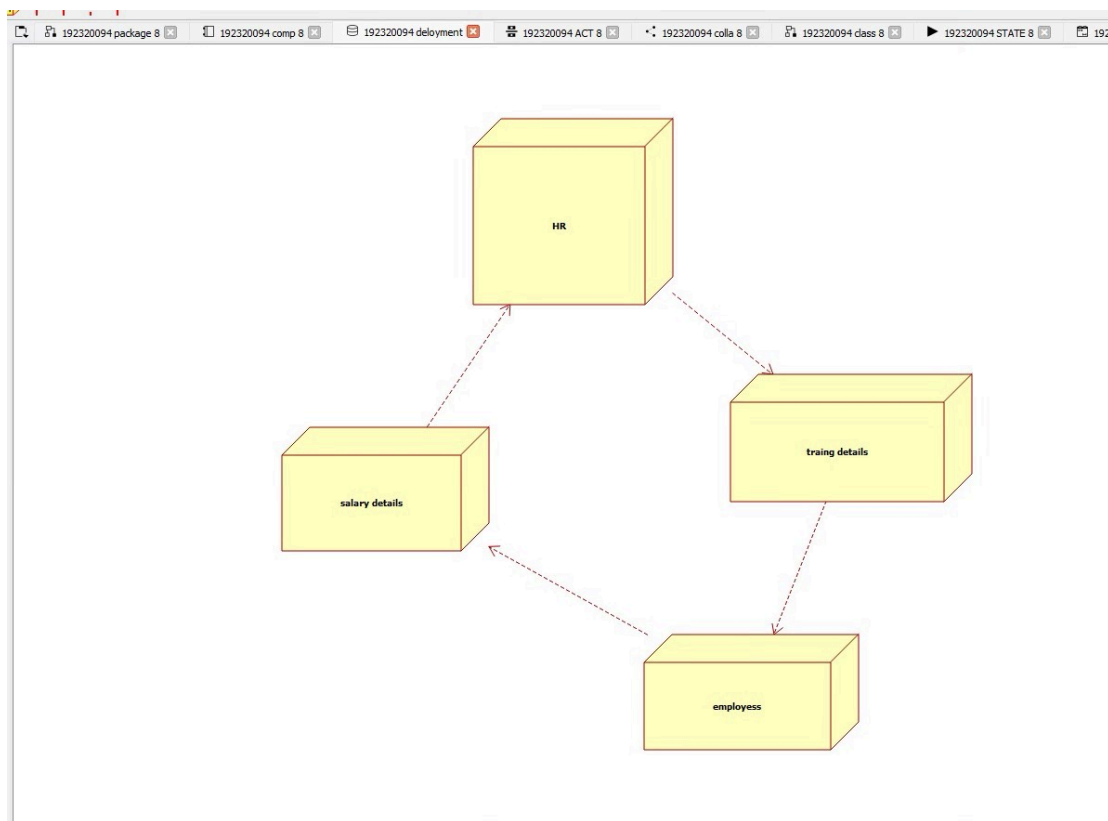 192320094 package 8
192320094 comp 8
192320094 deloyment
192320094 ACT 8
192320094 colla 8
192320094 class 8
192320094 STATE 8
192
HR
traing details
salary details
employess